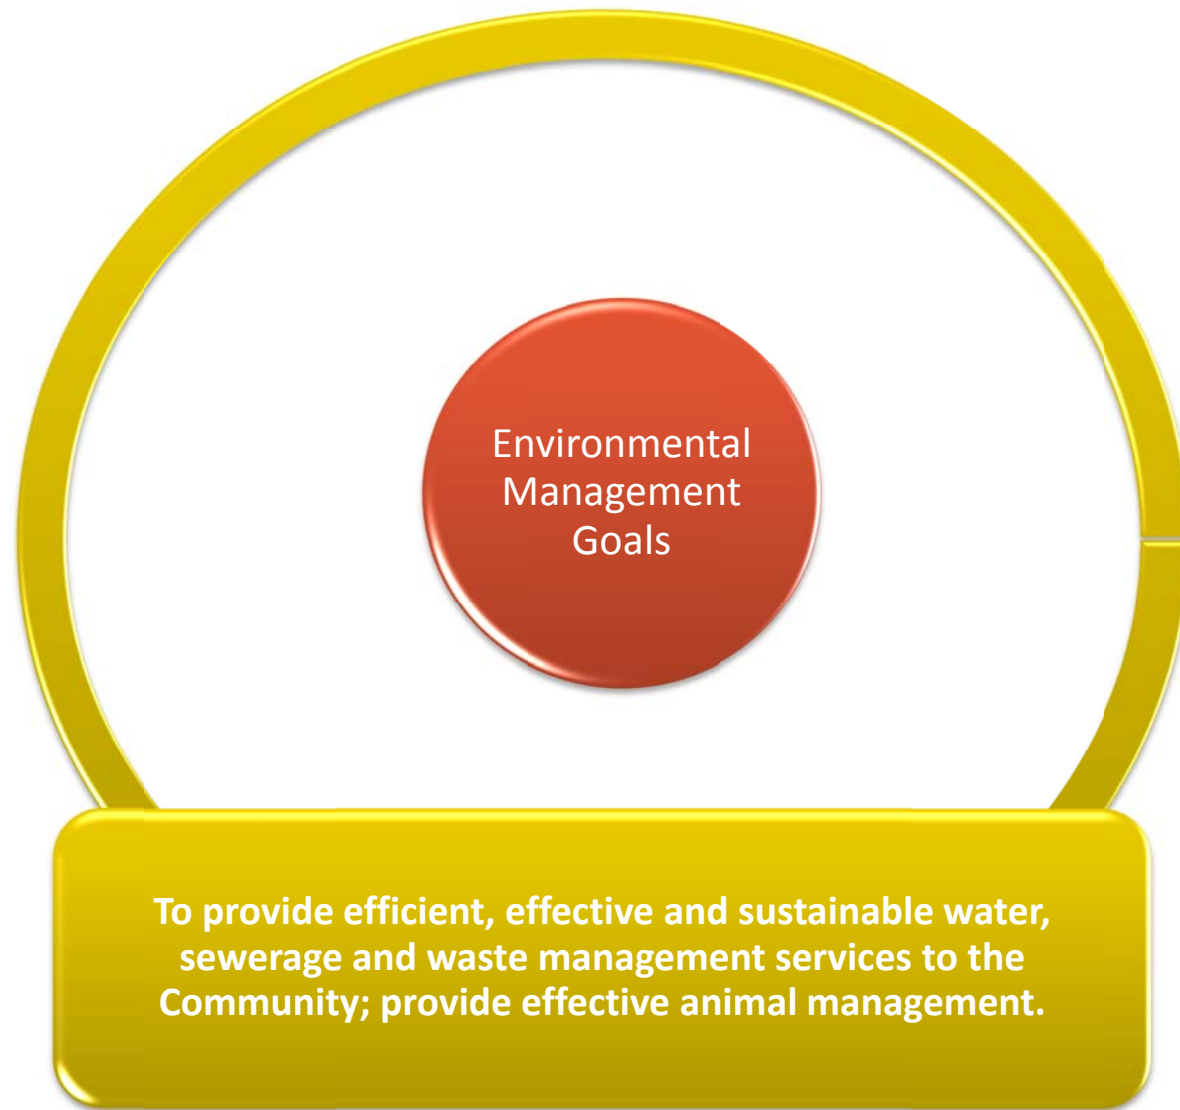 Environmental
Management
Goals
To provide efficient, effective and sustainable water,
sewerage and waste management services to the
Community; provide effective animal management.